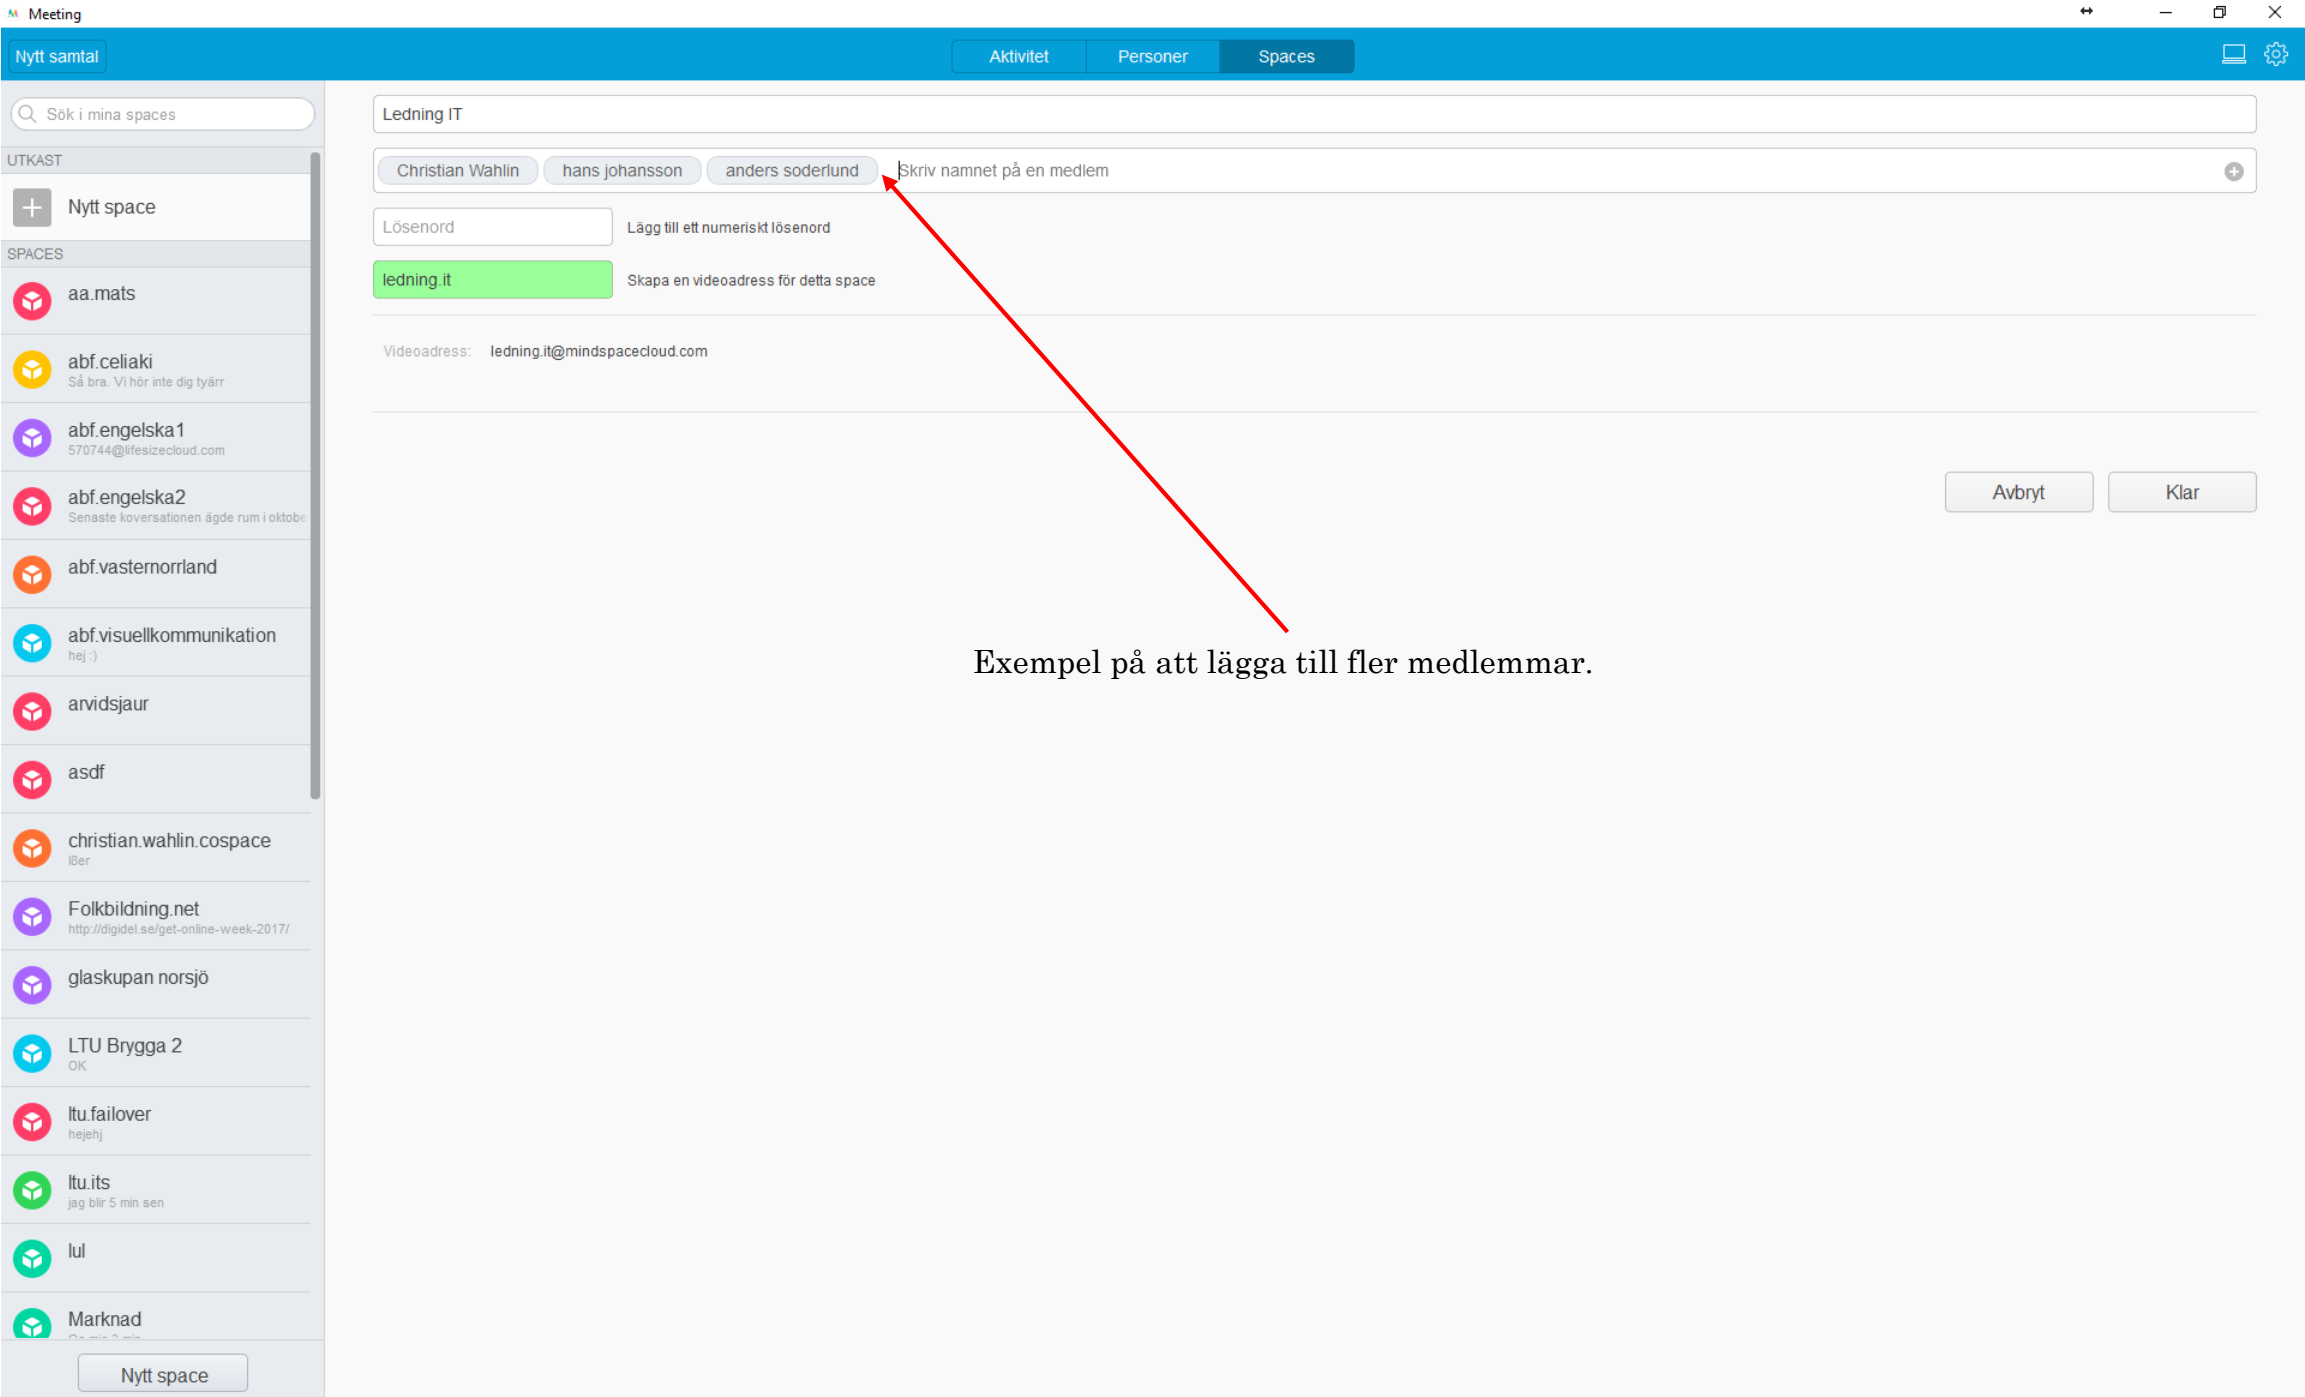 Meeting
Nytt samtal
Aktivitet
Personer
Spaces
Sök i mina spaces
UTKAST
Nytt space
SPACES
aa.mats
abf.celiaki
Så bra. Vi hör inte dig tyärr
abf.engelska1
570744@lifesizecloud.com
abf.engelska2
Senaste koversationen ägde rum i oktobe
abf.vasternorrland
abf.visuellkommunikation
hej :)
arvidsjaur
asdf
christian.wahlin.cospace
l8er
Folkbildning.net
http://digidel.se/get-online-week-2017/
glaskupan norsjö
LTU Brygga 2
OK
ltu.failover
hejehj
ltu.its
jag blir 5 min sen
lul
Marknad
Nytt space
Ledning IT
Christian Wahlin
hans johansson
anders soderlund
Skriv namnet på en medlem
Lösenord
Lägg till ett numeriskt lösenord
ledning.it
Skapa en videoadress för detta space
Videoadress: ledning.it@mindspacecloud.com
Avbryt
Klar
Exempel på att lägga till fler medlemmar.